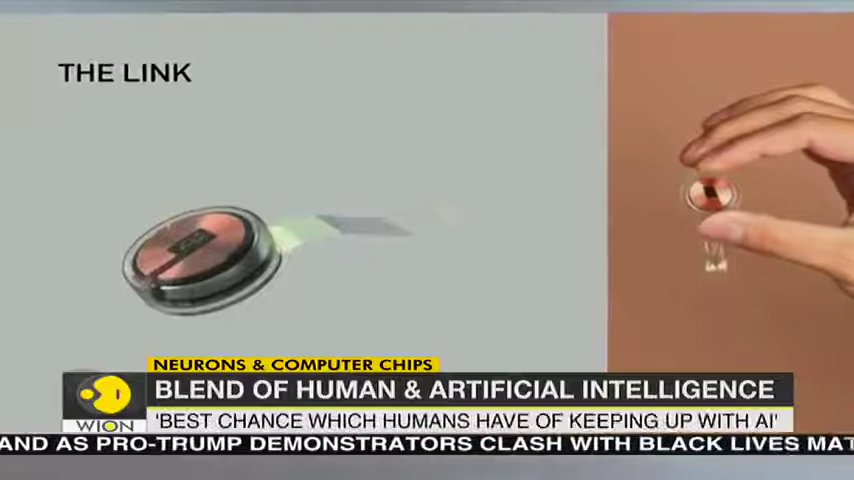 THE LINK
NEURONS & COMPUTER CHIPS
BLEND OF HUMAN & ARTIFICIAL INTELLIGENCE
WION
'BEST CHANCE WHICH HUMANS HAVE OF KEEPING UP WITH AI'
AND AS PRO-TRUMP DEMONSTRATORS CLASH WITH BLACK LIVES MAT